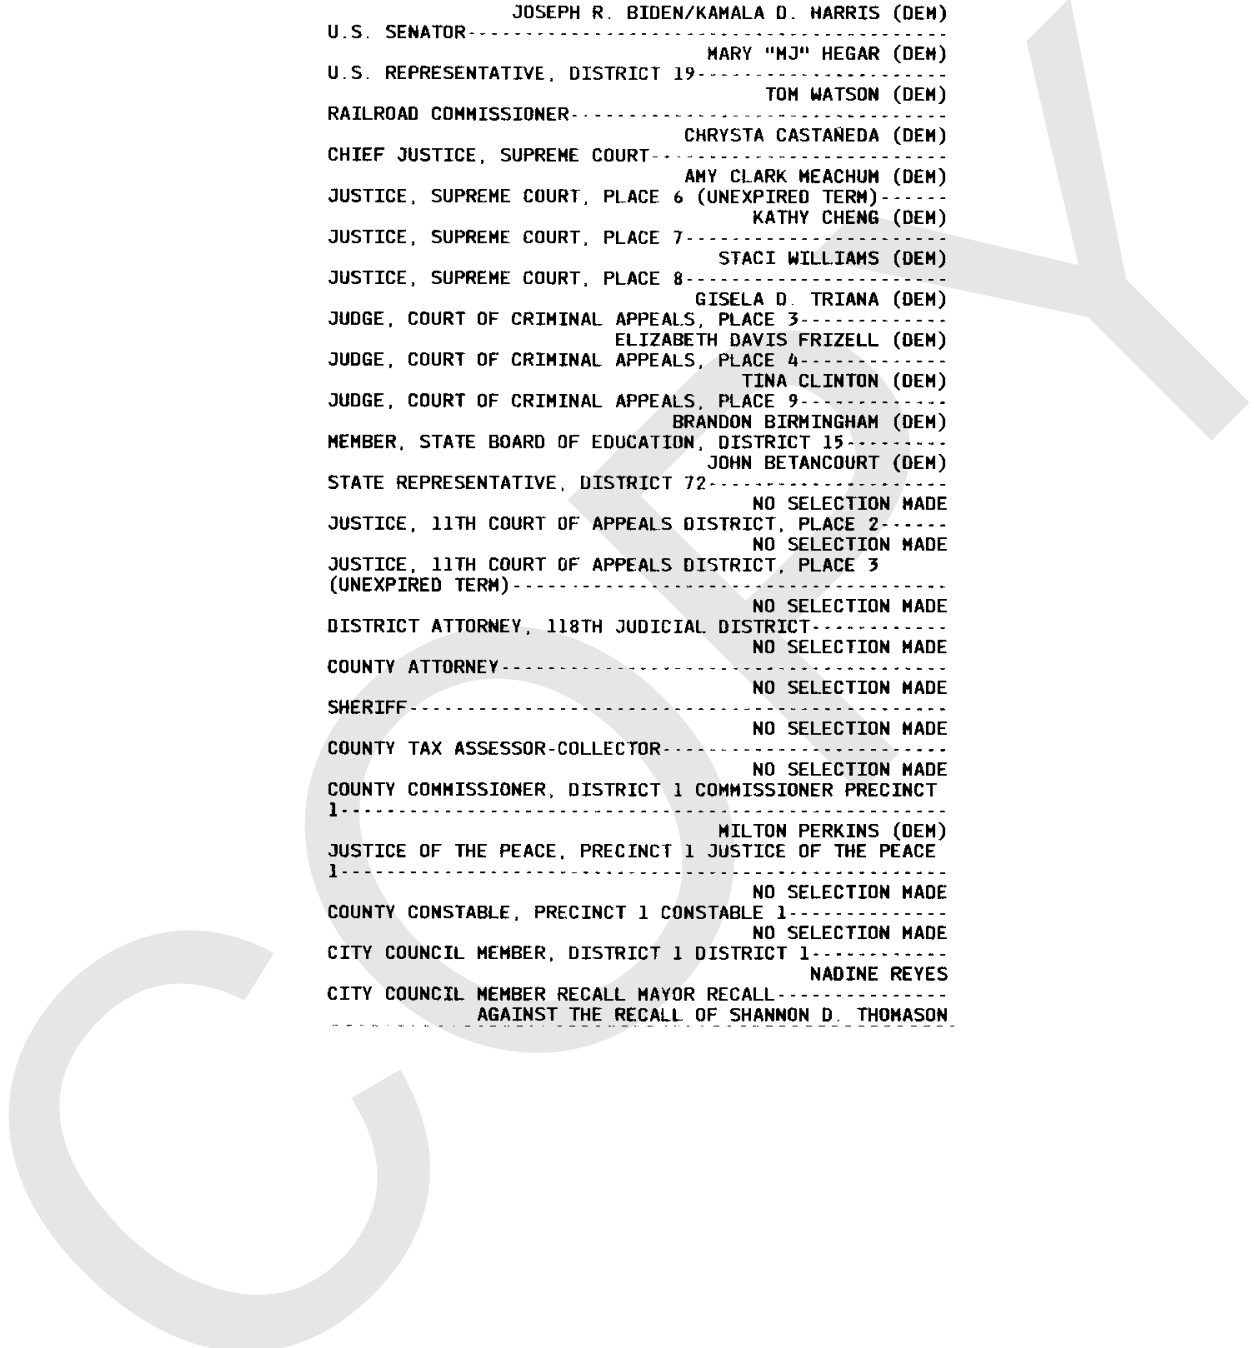 JOSEPH R. BIDEN/KAMALA D. HARRIS (DEM)
U.S. SENATOR-----------------------------------------
MARY "MJ" HEGAR (DEM)
U.S. REPRESENTATIVE, DISTRICT 19----------------------
TOM WATSON (DEM)
RAILROAD COMMISSIONER---------------------------------
CHRYSTA CASTAÑEDA (DEM)
CHIEF JUSTICE, SUPREME COURT--------------------------
AMY CLARK MEACHUM (DEM)
JUSTICE, SUPREME COURT, PLACE 6 (UNEXPIRED TERM)------
KATHY CHENG (DEM)
JUSTICE, SUPREME COURT, PLACE 7-----------------------
STACI WILLIAMS (DEM)
JUSTICE, SUPREME COURT, PLACE 8-----------------------
GISELA D. TRIANA (DEM)
JUDGE, COURT OF CRIMINAL APPEALS, PLACE 3-------------
ELIZABETH DAVIS FRIZELL (DEM)
JUDGE, COURT OF CRIMINAL APPEALS, PLACE 4-------------
TINA CLINTON (DEM)
JUDGE, COURT OF CRIMINAL APPEALS, PLACE 9-------------
BRANDON BIRMINGHAM (DEM)
MEMBER, STATE BOARD OF EDUCATION, DISTRICT 15---------
JOHN BETANCOURT (DEM)
STATE REPRESENTATIVE, DISTRICT 72---------------------
NO SELECTION MADE
JUSTICE, 11TH COURT OF APPEALS DISTRICT, PLACE 2------
NO SELECTION MADE
JUSTICE, 11TH COURT OF APPEALS DISTRICT, PLACE 3
(UNEXPIRED TERM)--------------------------------------
NO SELECTION MADE
DISTRICT ATTORNEY, 118TH JUDICIAL DISTRICT------------
NO SELECTION MADE
COUNTY ATTORNEY---------------------------------------
NO SELECTION MADE
SHERIFF-----------------------------------------------
NO SELECTION MADE
COUNTY TAX ASSESSOR-COLLECTOR-------------------------
NO SELECTION MADE
COUNTY COMMISSIONER, DISTRICT 1 COMMISSIONER PRECINCT
1-----------------------------------------------------
MILTON PERKINS (DEM)
JUSTICE OF THE PEACE, PRECINCT 1 JUSTICE OF THE PEACE
1-----------------------------------------------------
NO SELECTION MADE
COUNTY CONSTABLE, PRECINCT 1 CONSTABLE 1--------------
NO SELECTION MADE
CITY COUNCIL MEMBER, DISTRICT 1 DISTRICT 1------------
NADINE REYES
CITY COUNCIL MEMBER RECALL MAYOR RECALL---------------
AGAINST THE RECALL OF SHANNON D. THOMASON
COPY